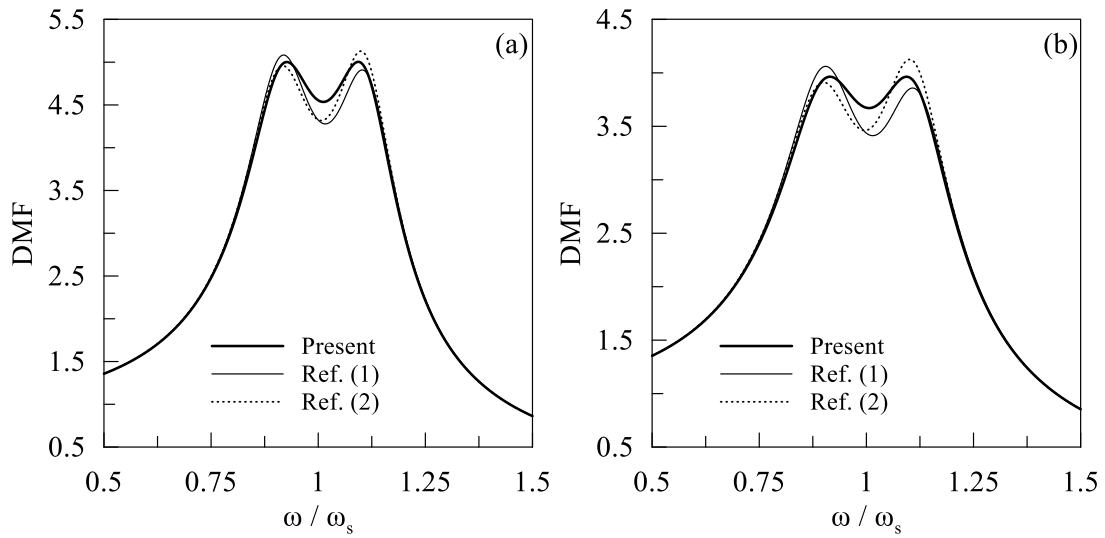 5.5
4.5
3.5
2.5
1.5
0.5
DMF
(a)
Present
Ref. (1)
Ref. (2)
0.5 0.75 1 1.25 1.5
ω / ωs
4.5
3.5
2.5
1.5
0.5
DMF
(b)
Present
Ref. (1)
Ref. (2)
0.5 0.75 1 1.25 1.5
ω / ωs